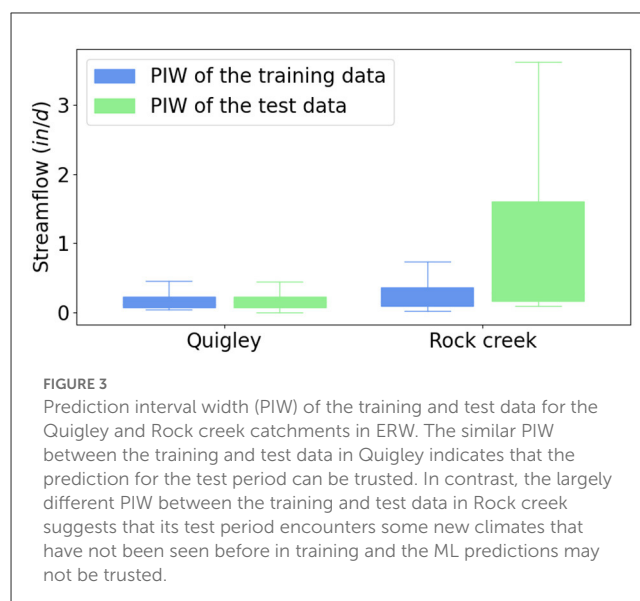 PIW of the training data
PIW of the test data
Streamflow (in/d)
3
2
1
0
Quigley
Rock creek
FIGURE 3
Prediction interval width (PIW) of the training and test data for the
Quigley and Rock creek catchments in ERW. The similar PIW
between the training and test data in Quigley indicates that the
prediction for the test period can be trusted. In contrast, the largely
different PIW between the training and test data in Rock creek
suggests that its test period encounters some new climates that
have not been seen before in training and the ML predictions may
not be trusted.